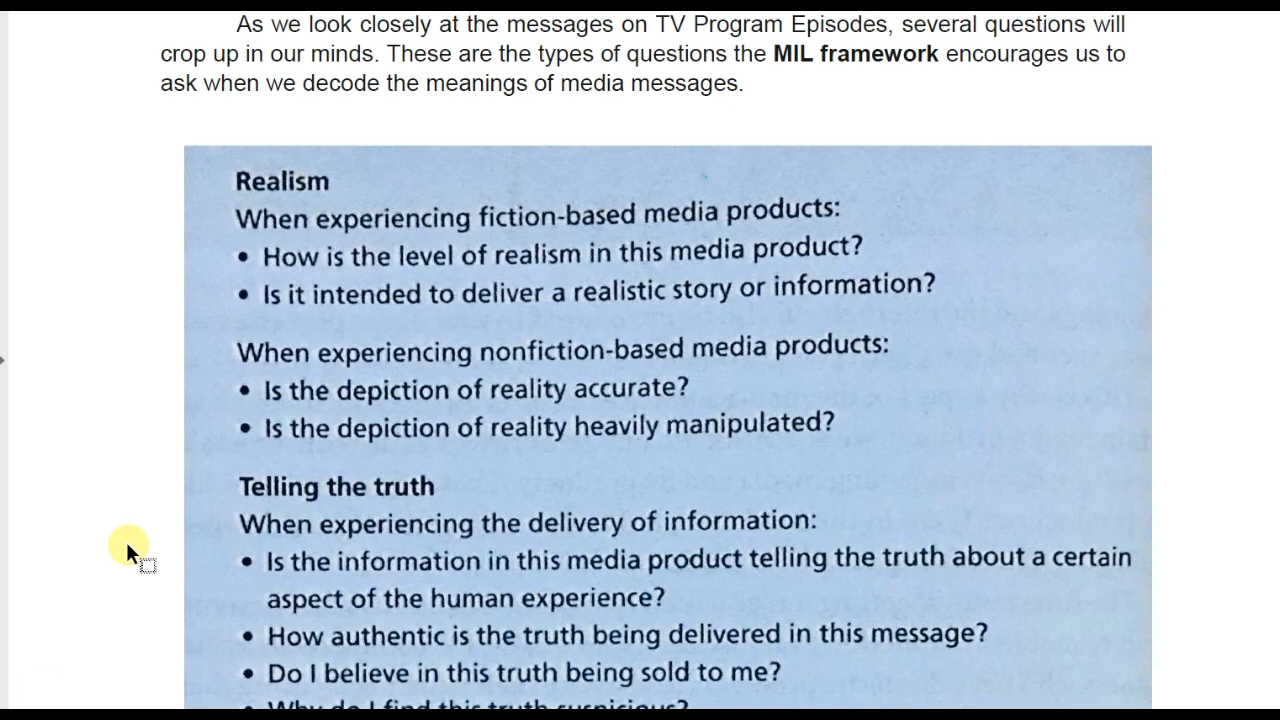 As we look closely at the messages on TV Program Episodes, several questions will
crop up in our minds. These are the types of questions the MIL framework encourages us to
ask when we decode the meanings of media messages.
Realism
When experiencing fiction-based media products:
• How is the level of realism in this media product?
• Is it intended to deliver a realistic story or information?
When experiencing nonfiction-based media products:
• Is the depiction of reality accurate?
• Is the depiction of reality heavily manipulated?
Telling the truth
When experiencing the delivery of information:
• Is the information in this media product telling the truth about a certain
aspect of the human experience?
• How authentic is the truth being delivered in this message?
• Do I believe in this truth being sold to me?
• Why do I find this truth suspicious?